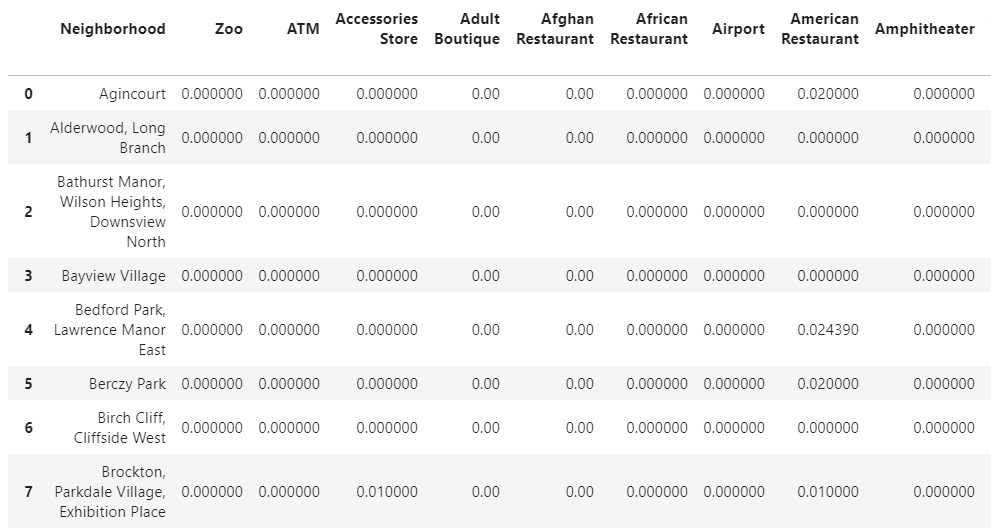 Neighborhood Zoo ATM Accessories Store Adult Boutique Afghan Restaurant African Restaurant Airport American Restaurant Amphitheater
0 Agincourt 0.000000 0.000000 0.000000 0.00 0.00 0.000000 0.000000 0.020000 0.000000
1 Alderwood, Long Branch 0.000000 0.000000 0.000000 0.00 0.00 0.000000 0.000000 0.000000 0.000000
2 Bathurst Manor, Wilson Heights, Downsview North 0.000000 0.000000 0.000000 0.00 0.00 0.000000 0.000000 0.000000 0.000000
3 Bayview Village 0.000000 0.000000 0.000000 0.00 0.00 0.000000 0.000000 0.000000 0.000000
4 Bedford Park, Lawrence Manor East 0.000000 0.000000 0.000000 0.00 0.00 0.000000 0.000000 0.024390 0.000000
5 Berczy Park 0.000000 0.000000 0.000000 0.00 0.00 0.000000 0.000000 0.020000 0.000000
6 Birch Cliff, Cliffside West 0.000000 0.000000 0.000000 0.00 0.00 0.000000 0.000000 0.000000 0.000000
7 Brockton, Parkdale Village, Exhibition Place 0.000000 0.000000 0.010000 0.00 0.00 0.000000 0.000000 0.010000 0.000000